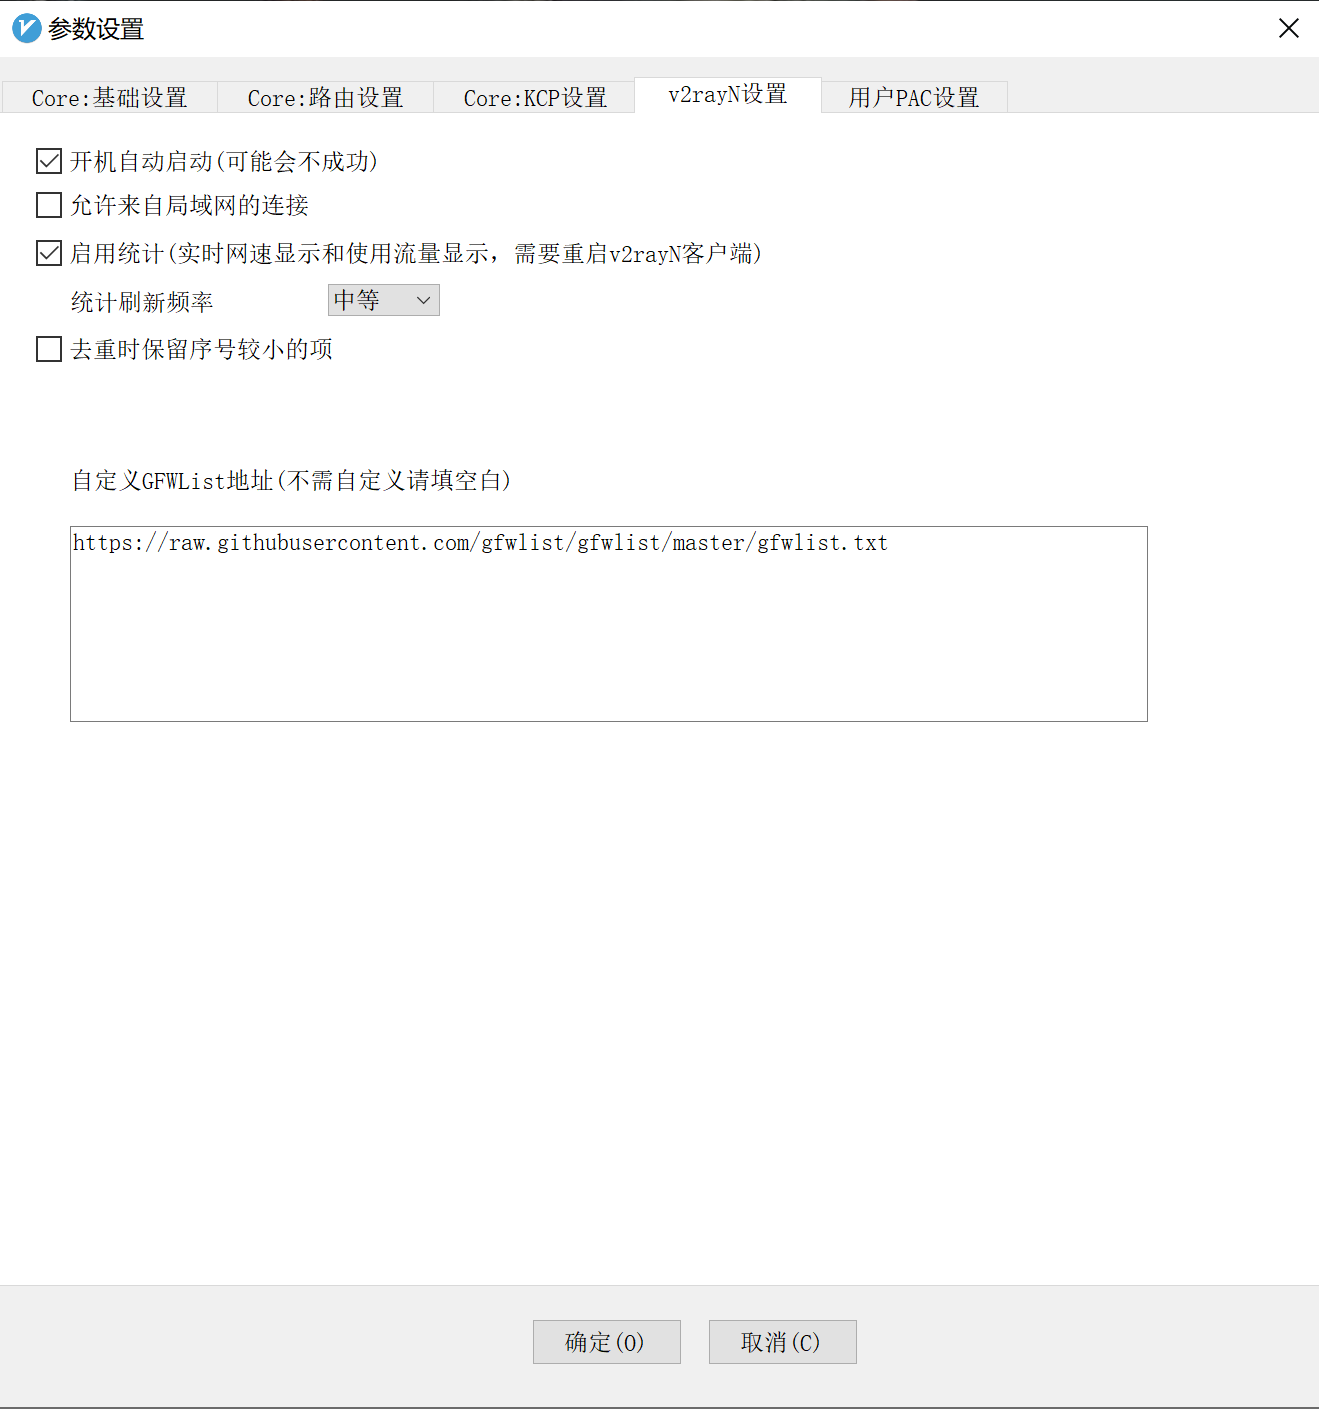 参数设置
Core:基础设置 Core:路由设置 Core:KCP设置 v2rayN设置 用户PAC设置
开机自动启动(可能会不成功)
允许来自局域网的连接
启用统计(实时网速显示和使用流量显示，需要重启v2rayN客户端)
统计刷新频率 中等
去重时保留序号较小的项
自定义GFWList地址(不需自定义请填空白)
https://raw.githubusercontent.com/gfwlist/gfwlist/master/gfwlist.txt
确定(O) 取消(C)